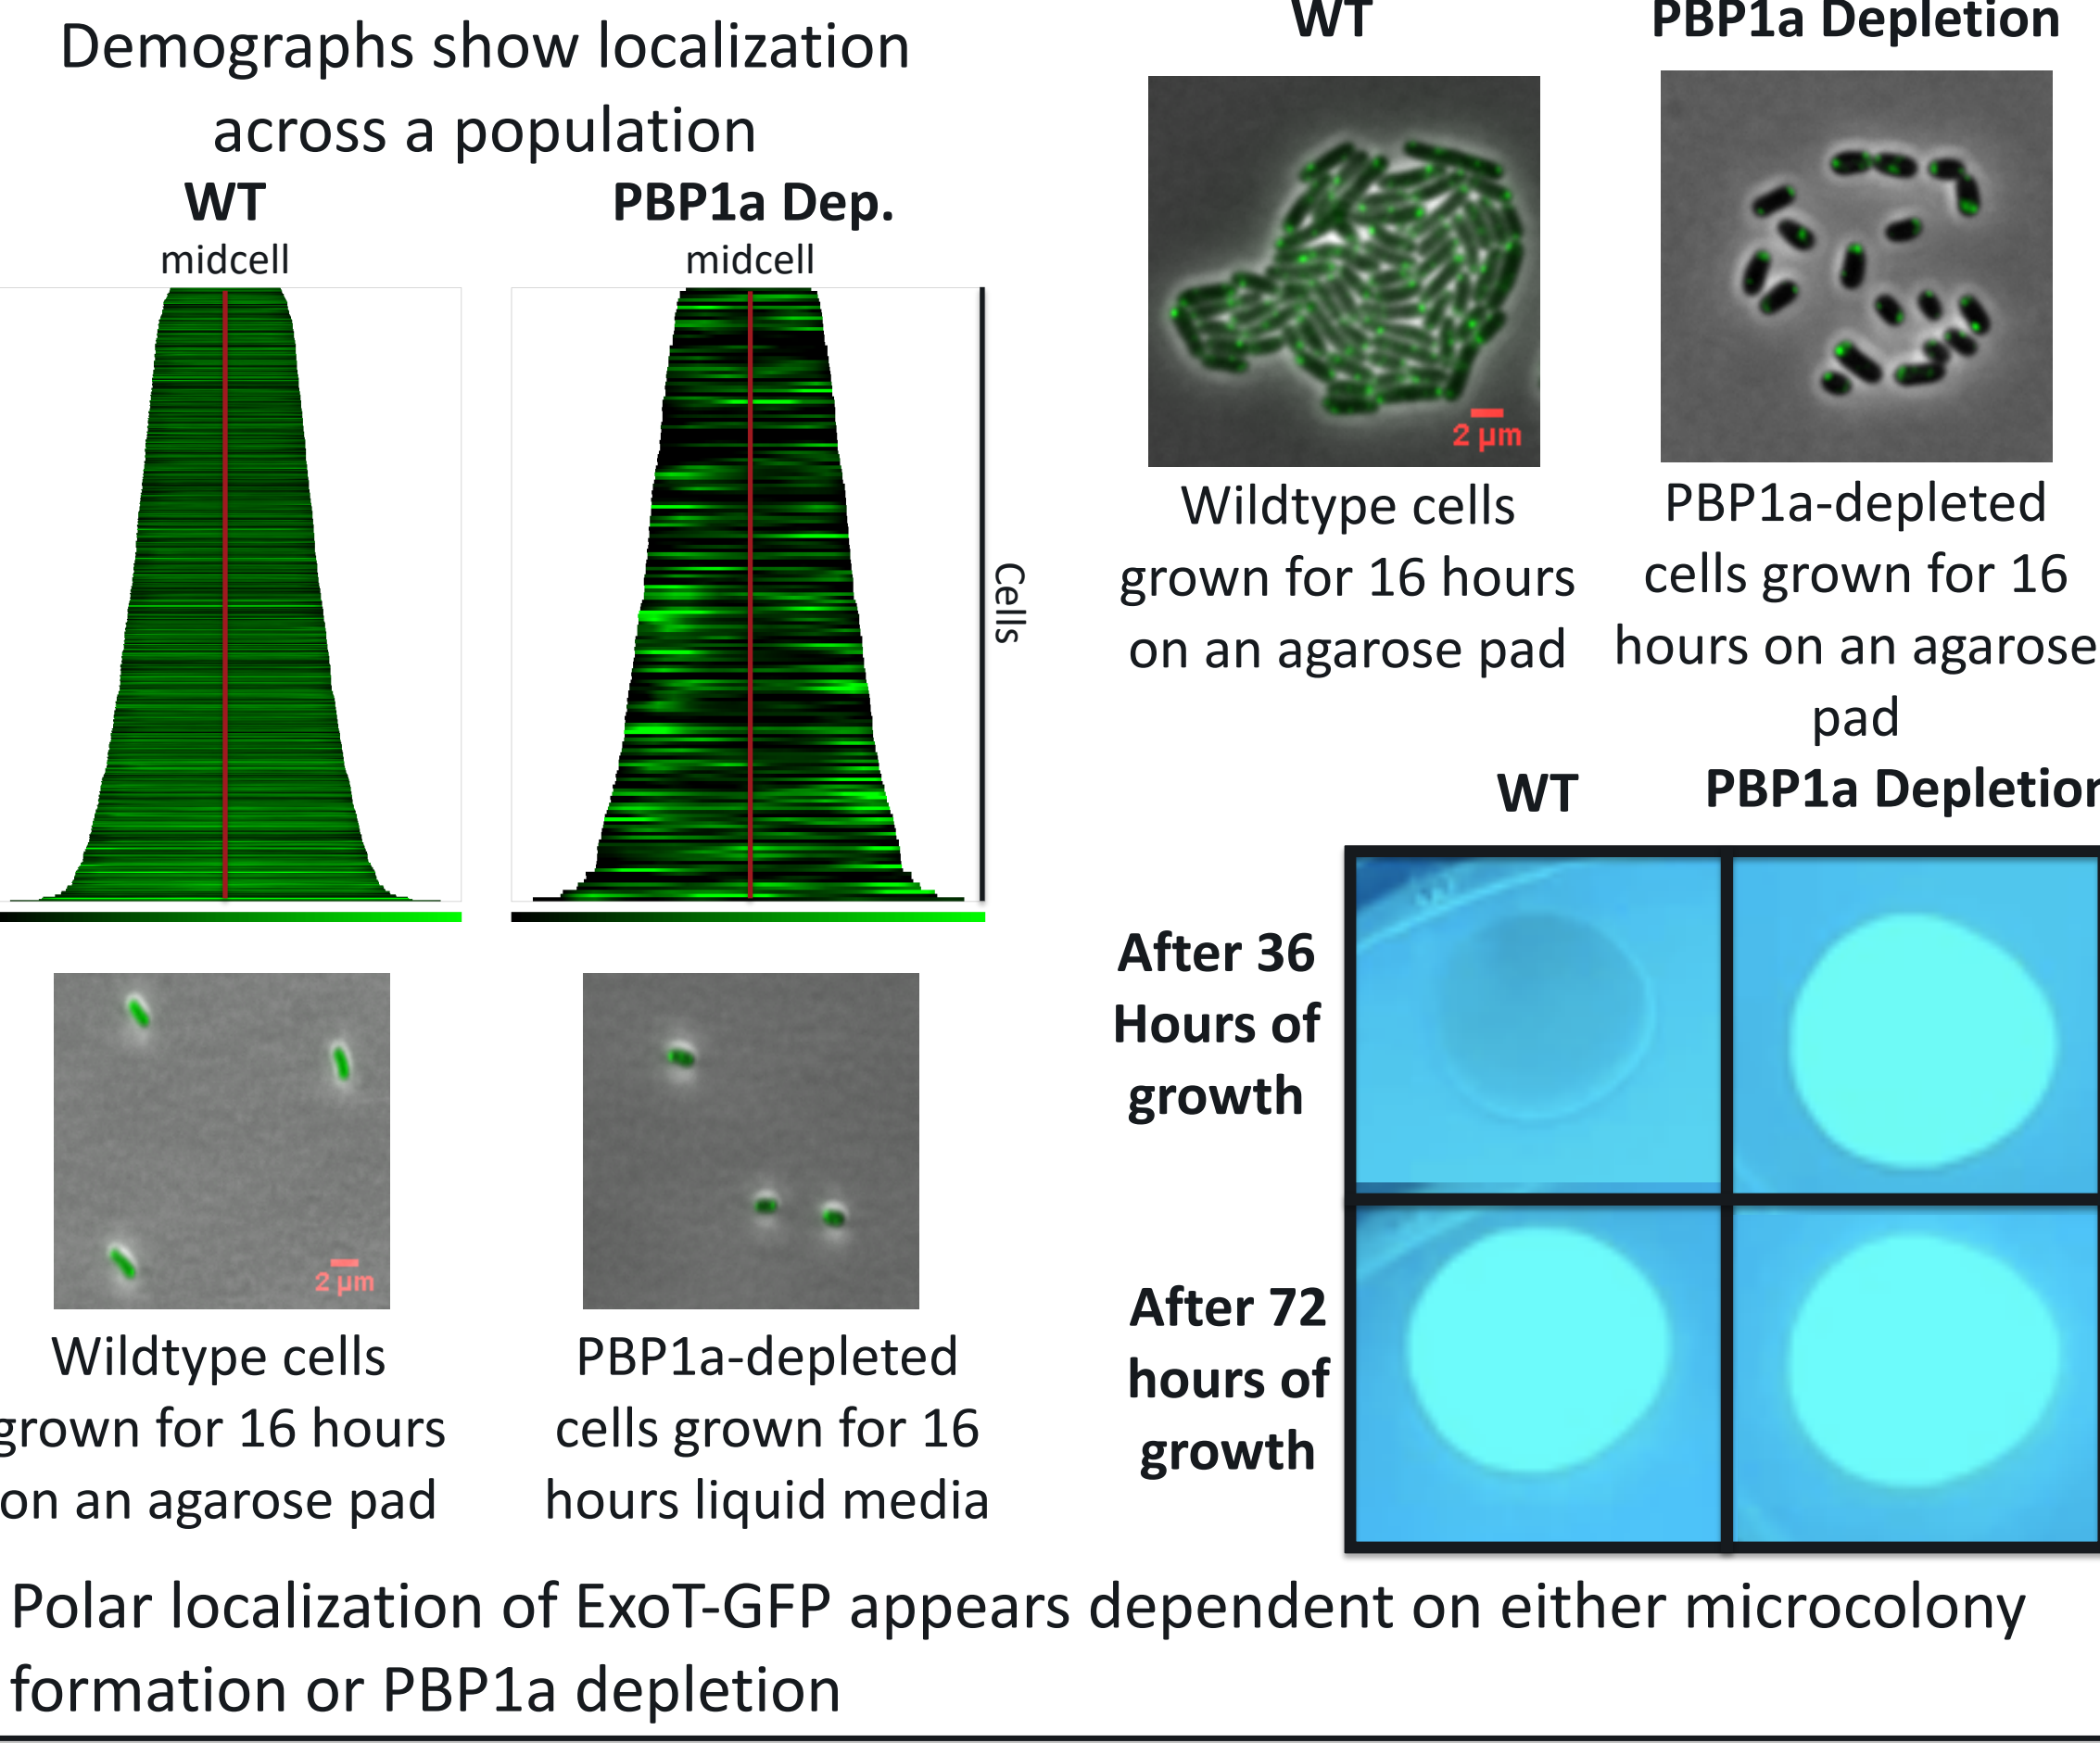 Demographs show localization
across a population
WT
PBP1a Dep.
midcell
midcell
Cells
2 µm
Wildtype cells
grown for 16 hours
on an agarose pad
PBP1a-depleted
cells grown for 16
hours liquid media
WT
PBP1a Depletion
2 µm
Wildtype cells
grown for 16 hours
on an agarose pad
PBP1a-depleted
cells grown for 16
hours on an agarose
pad
WT
PBP1a Depletion
After 36
Hours of
growth
After 72
hours of
growth
Polar localization of ExoT-GFP appears dependent on either microcolony
formation or PBP1a depletion